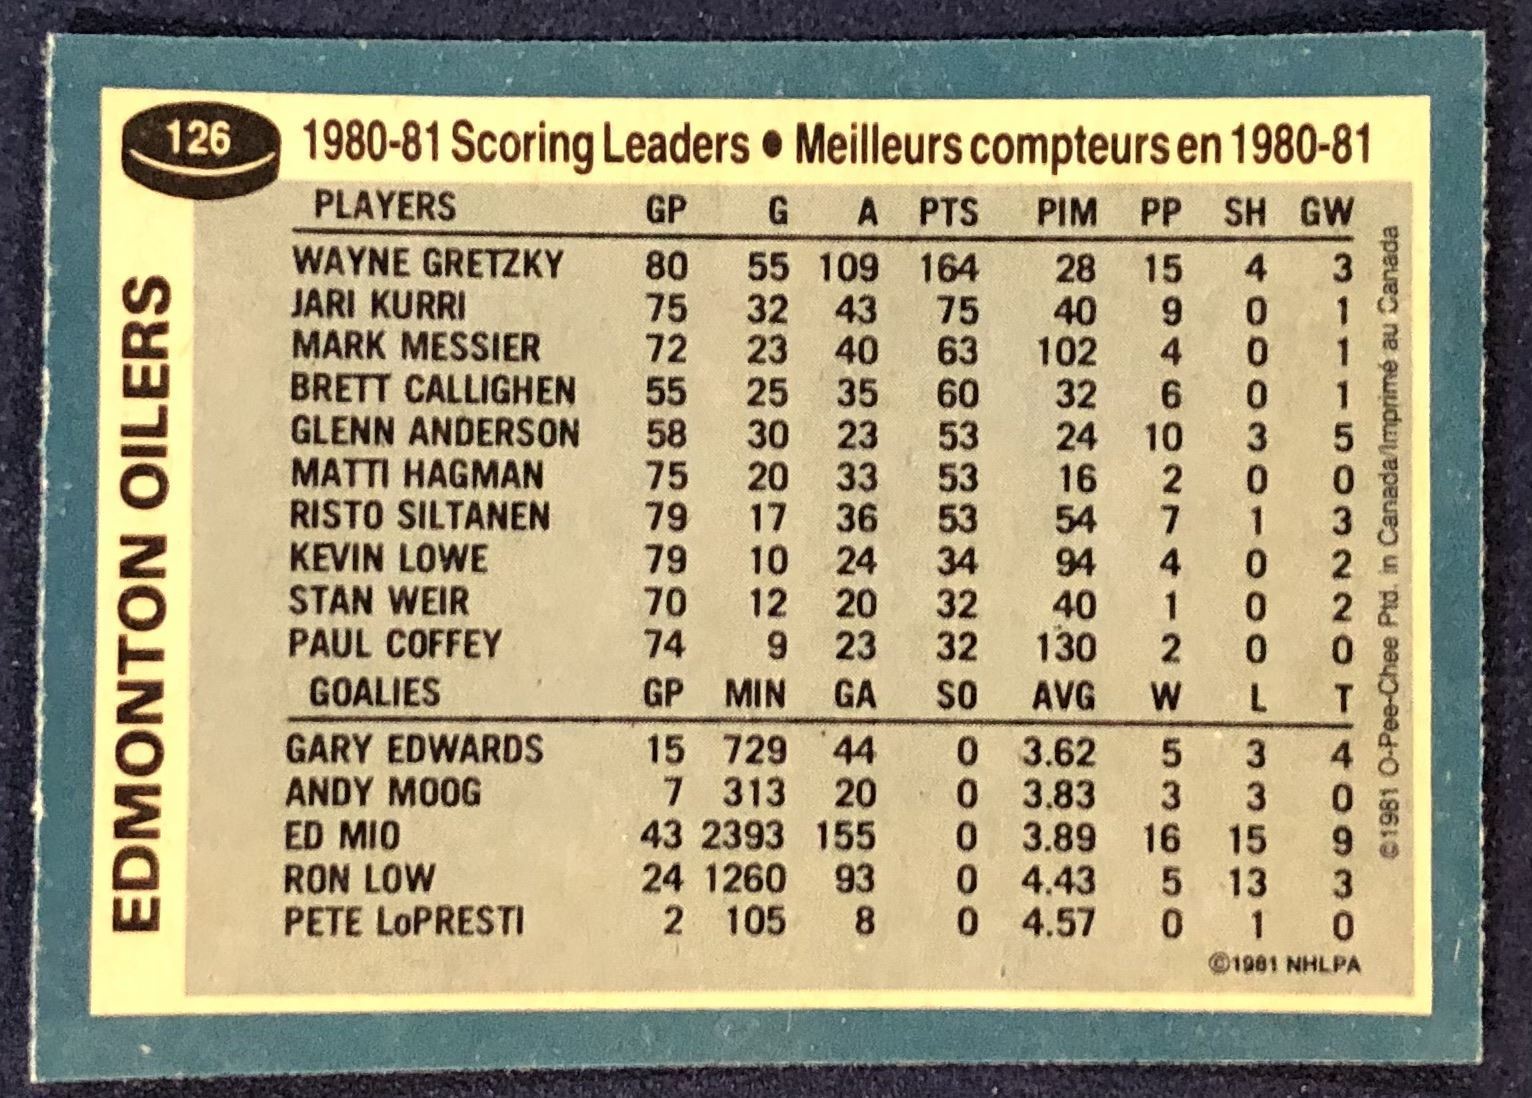 126
1980-81 Scoring Leaders • Meilleurs compteurs en 1980-81
EDMONTON OILERS
PLAYERS GP G A PTS PIM PP SH GW
WAYNE GRETZKY 80 55 109 164 28 15 4 3
JARI KURRI 75 32 43 75 40 9 0 1
MARK MESSIER 72 23 40 63 102 4 0 1
BRETT CALLIGHEN 55 25 35 60 32 6 0 1
GLENN ANDERSON 58 30 23 53 24 10 3 5
MATTI HAGMAN 75 20 33 53 16 2 0 0
RISTO SILTANEN 79 17 36 53 54 7 1 3
KEVIN LOWE 79 10 24 34 94 4 0 2
STAN WEIR 70 12 20 32 40 1 0 2
PAUL COFFEY 74 9 23 32 130 2 0 0
GOALIES GP MIN GA SO AVG W L T
GARY EDWARDS 15 729 44 0 3.62 5 3 4
ANDY MOOG 7 313 20 0 3.83 3 3 0
ED MIO 43 2393 155 0 3.89 16 15 9
RON LOW 24 1260 93 0 4.43 5 13 3
PETE LoPRESTI 2 105 8 0 4.57 0 1 0
©1981 NHLPA
©1981 O-Pee-Chee Ptd. in Canada/Imprimé au Canada